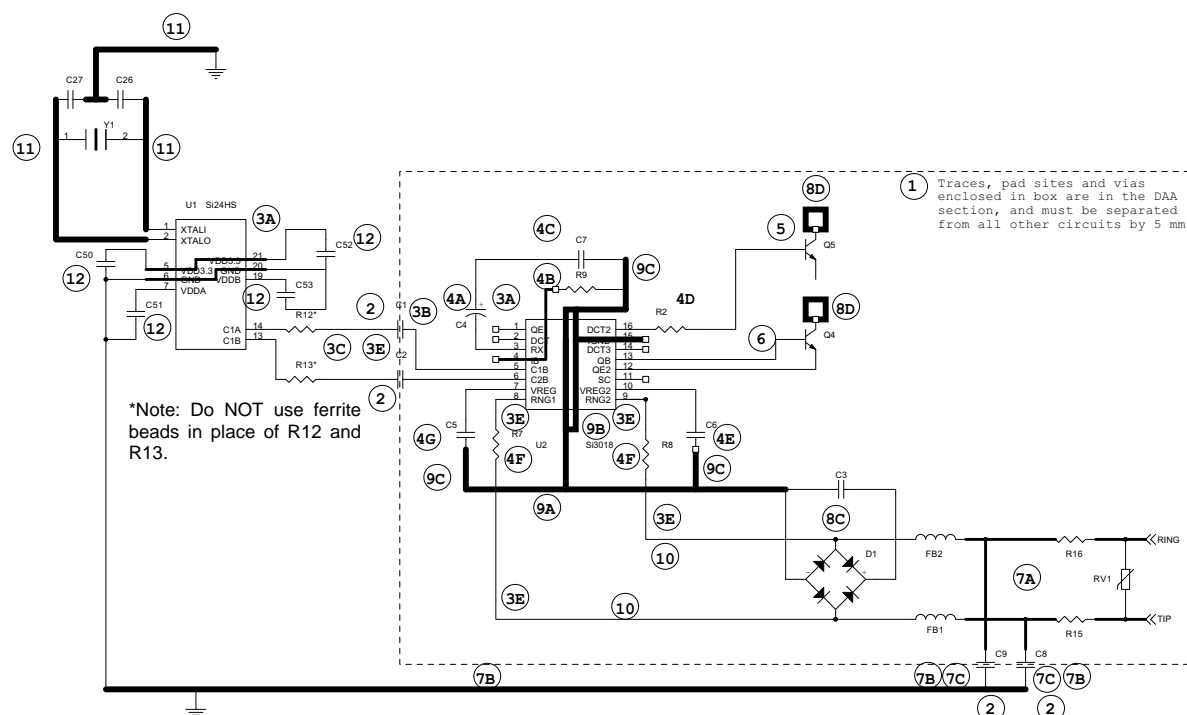 11
C27
C26
Y1
1
2
11
11
1
Traces, pad sites and vias
enclosed in box are in the DAA
section, and must be separated
from all other circuits by 5 mm
8D
5
Q5
U1 Si24HS
3A
1
XTALI
2
XTALO
12
C52
C50
12
5
VDD3.3
6
GND
7
VDDA
VDD3.3
21
GND
20
VDDB
19
12
C53
C51
12
C1A
14
C1B
13
R12*
3C
R13*
2
C1
3B
3E
C2
2
4C
C7
4B
R9
9C
4A
C4
+
3A
4D
R2
8D
6
Q4
1
QE
2
DCT
3
RX
4
IB
5
C1B
6
C2B
7
VREG
8
RNG1
DCT2
16
IGND
15
DCT3
14
QB
13
QE2
12
SC
11
VREG2
10
RNG2
9
*Note: Do NOT use ferrite
beads in place of R12 and
R13.
C5
4G
3E
R7
4F
U2
9B
Si3018
3E
4F
R8
C6
4E
9C
9C
9A
C3
8C
3E
10
3E
10
D1
-
+
FB2
FB1
R16
RING
7A
RV1
R15
TIP
C9
C8
7B
7B
7C
7C
7B
2
2